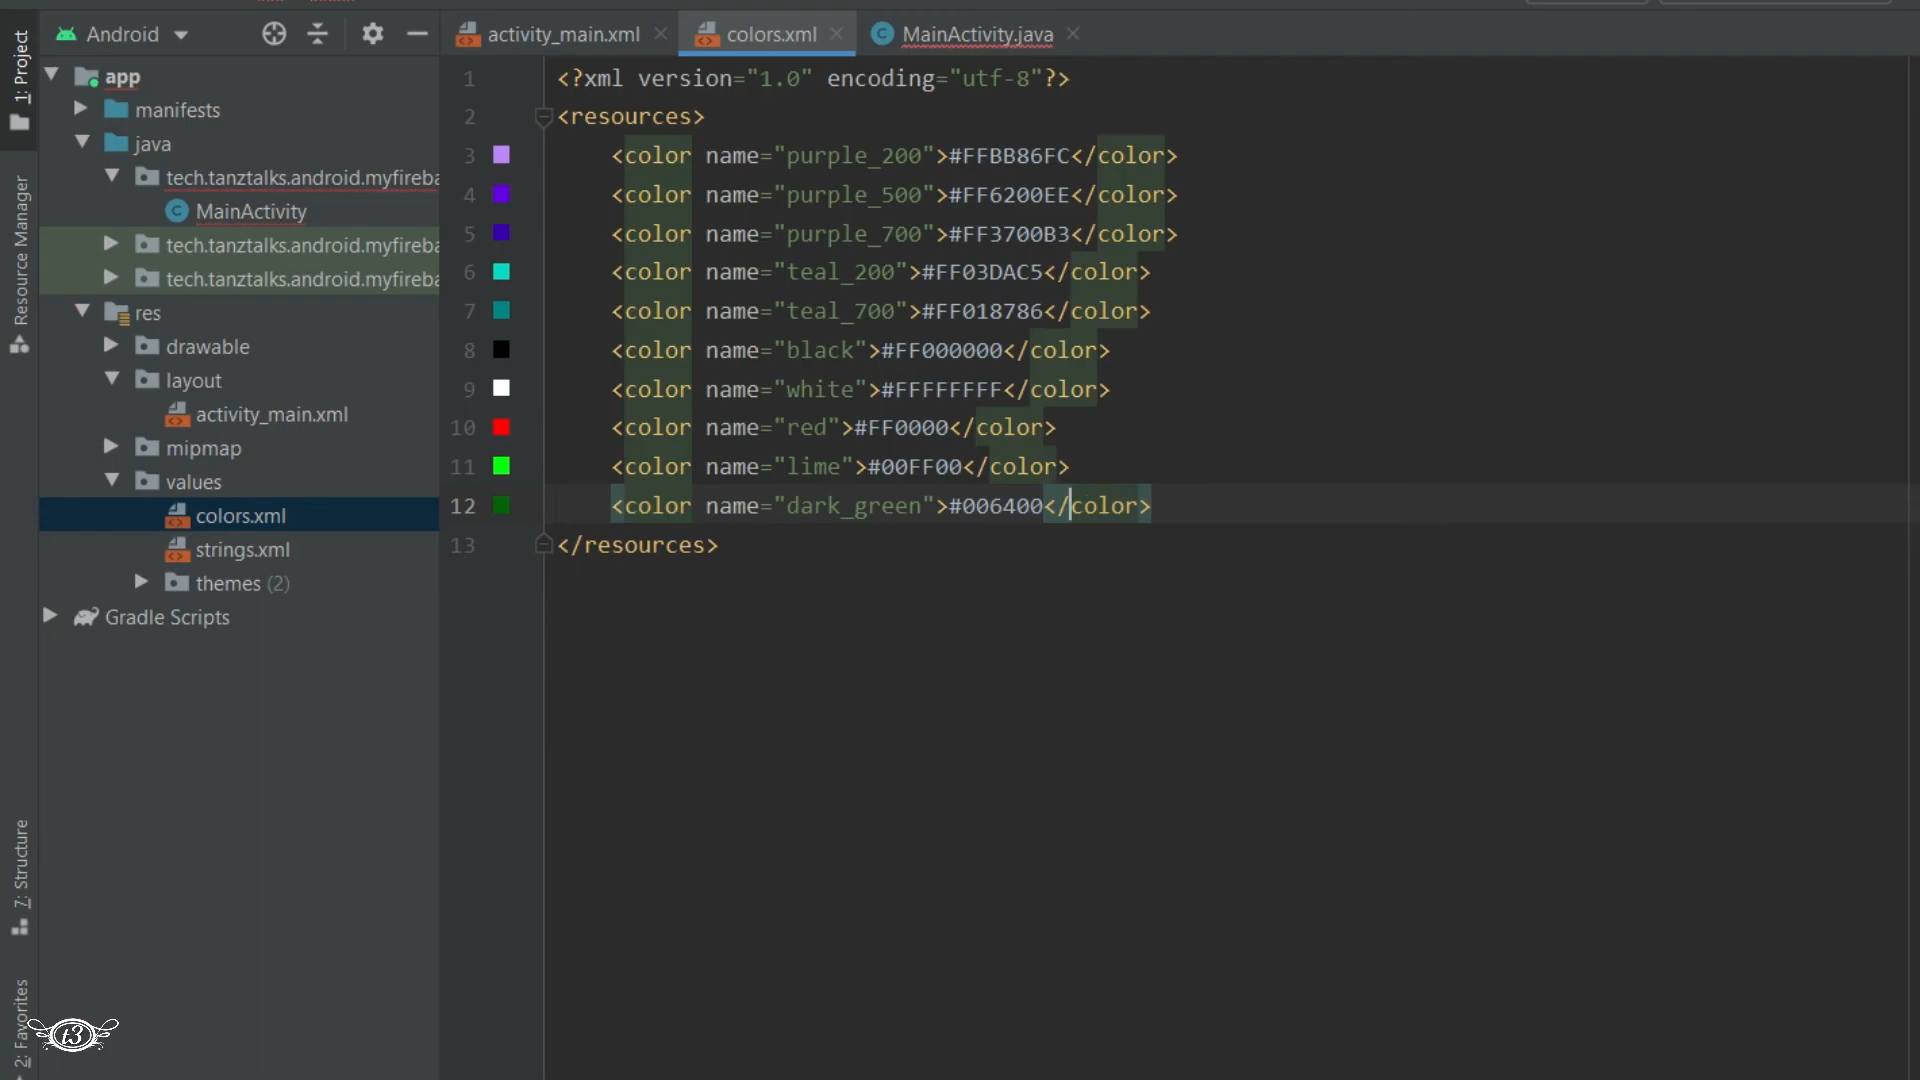 Android
activity_main.xml
colors.xml
MainActivity.java
1: Project
Resource Manager
7: Structure
2: Favorites
app
manifests
java
tech.tanztalks.android.myfireba
MainActivity
tech.tanztalks.android.myfireba
tech.tanztalks.android.myfireba
res
drawable
layout
activity_main.xml
mipmap
values
colors.xml
strings.xml
themes (2)
Gradle Scripts
1 <?xml version="1.0" encoding="utf-8"?>
2 <resources>
3 <color name="purple_200">#FFBB86FC</color>
4 <color name="purple_500">#FF6200EE</color>
5 <color name="purple_700">#FF3700B3</color>
6 <color name="teal_200">#FF03DAC5</color>
7 <color name="teal_700">#FF018786</color>
8 <color name="black">#FF000000</color>
9 <color name="white">#FFFFFFFF</color>
10 <color name="red">#FF0000</color>
11 <color name="lime">#00FF00</color>
12 <color name="dark_green">#006400</color>
13 </resources>
t3